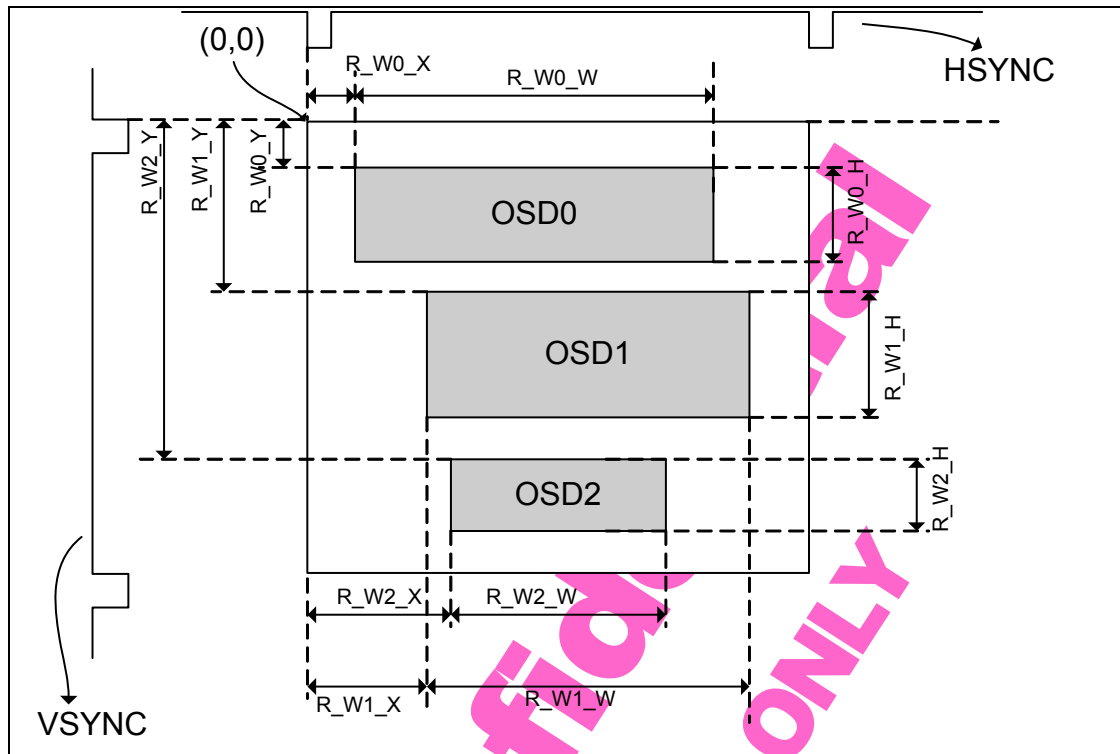 (0,0)
HSYNC
R_W0_X
R_W0_W
R_W2_Y
R_W1_Y
R_W0_Y
R_W0_H
OSD0
OSD1
R_W1_H
OSD2
R_W2_H
R_W2_X
R_W2_W
R_W1_X
R_W1_W
VSYNC
ONLY